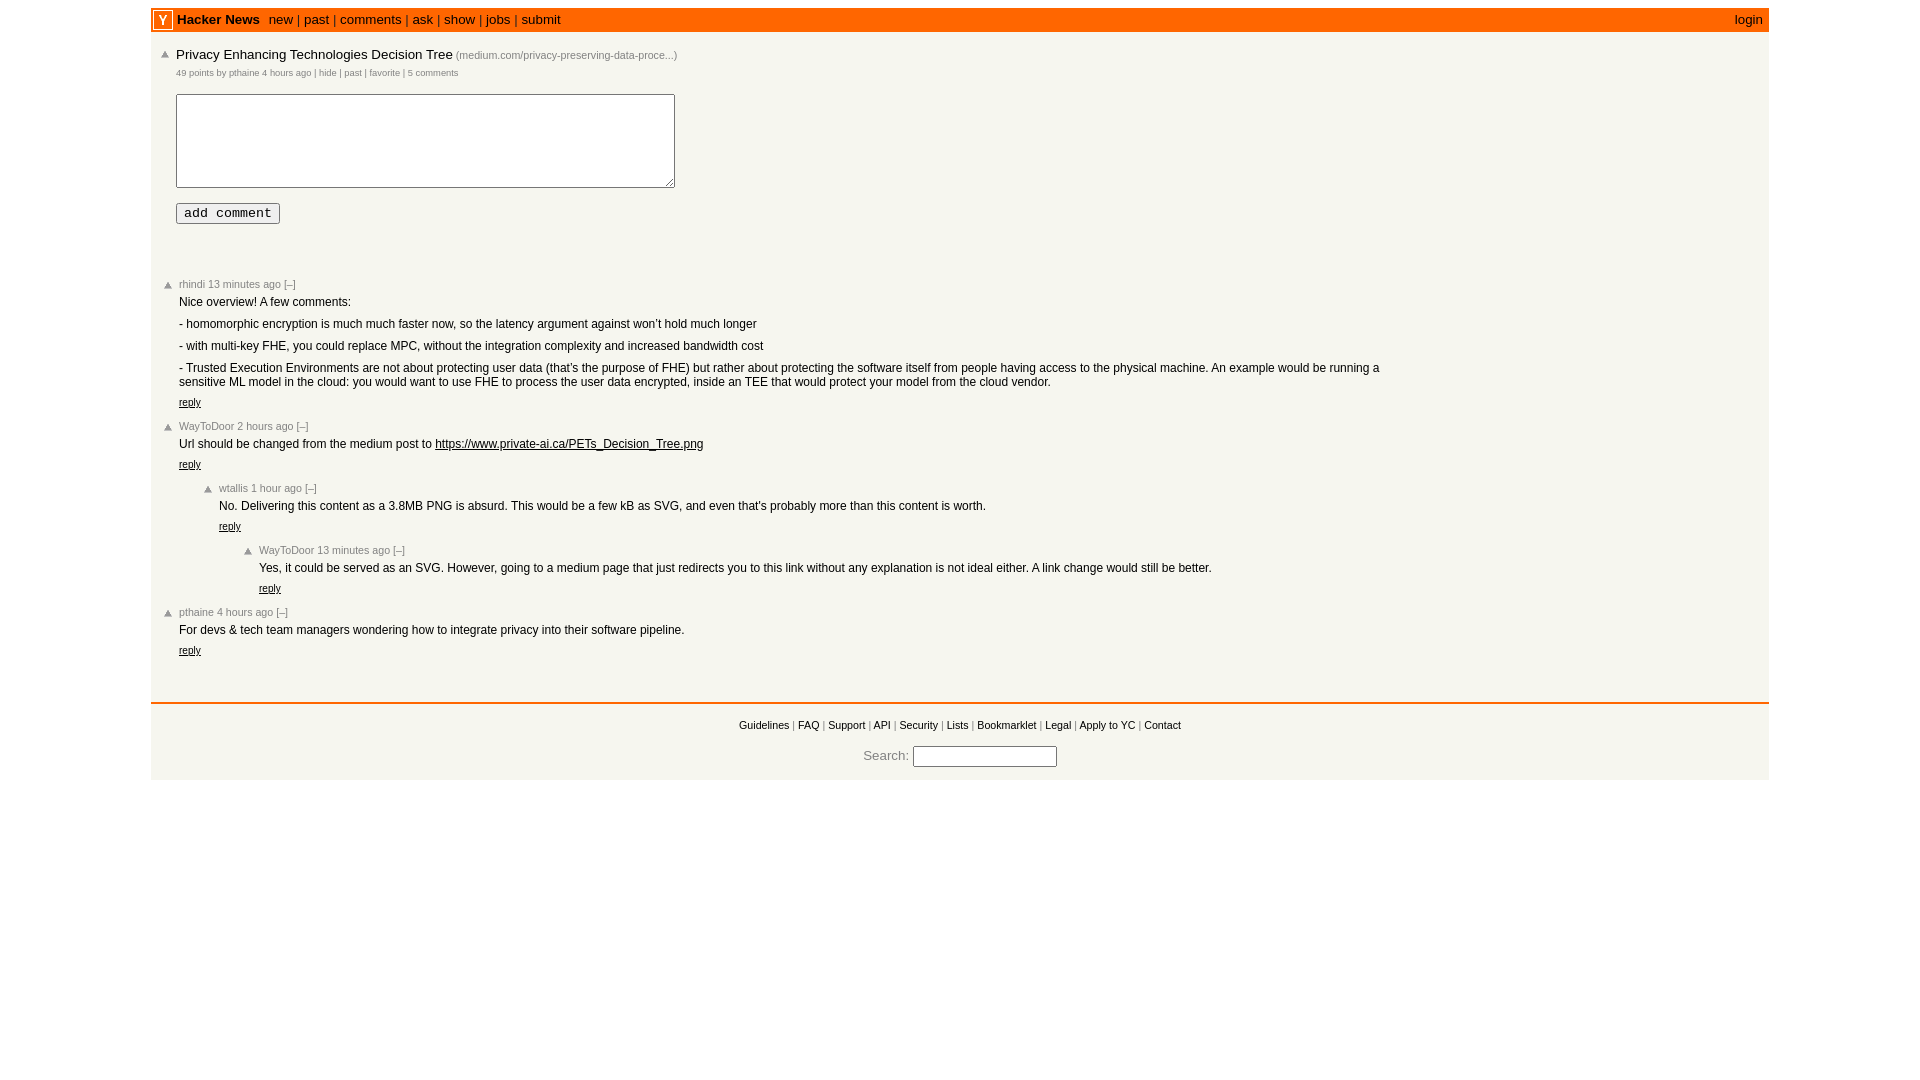 Y Hacker News new | past | comments | ask | show | jobs | submit login
Privacy Enhancing Technologies Decision Tree (medium.com/privacy-preserving-data-proce...)
49 points by pthaine 4 hours ago | hide | past | favorite | 5 comments
add comment
rhindi 13 minutes ago [–]
Nice overview! A few comments:
- homomorphic encryption is much much faster now, so the latency argument against won’t hold much longer
- with multi-key FHE, you could replace MPC, without the integration complexity and increased bandwidth cost
- Trusted Execution Environments are not about protecting user data (that’s the purpose of FHE) but rather about protecting the software itself from people having access to the physical machine. An example would be running a
sensitive ML model in the cloud: you would want to use FHE to process the user data encrypted, inside an TEE that would protect your model from the cloud vendor.
reply
WayToDoor 2 hours ago [–]
Url should be changed from the medium post to https://www.private-ai.ca/PETs_Decision_Tree.png
reply
wtallis 1 hour ago [–]
No. Delivering this content as a 3.8MB PNG is absurd. This would be a few kB as SVG, and even that's probably more than this content is worth.
reply
WayToDoor 13 minutes ago [–]
Yes, it could be served as an SVG. However, going to a medium page that just redirects you to this link without any explanation is not ideal either. A link change would still be better.
reply
pthaine 4 hours ago [–]
For devs & tech team managers wondering how to integrate privacy into their software pipeline.
reply
Guidelines | FAQ | Support | API | Security | Lists | Bookmarklet | Legal | Apply to YC | Contact
Search: